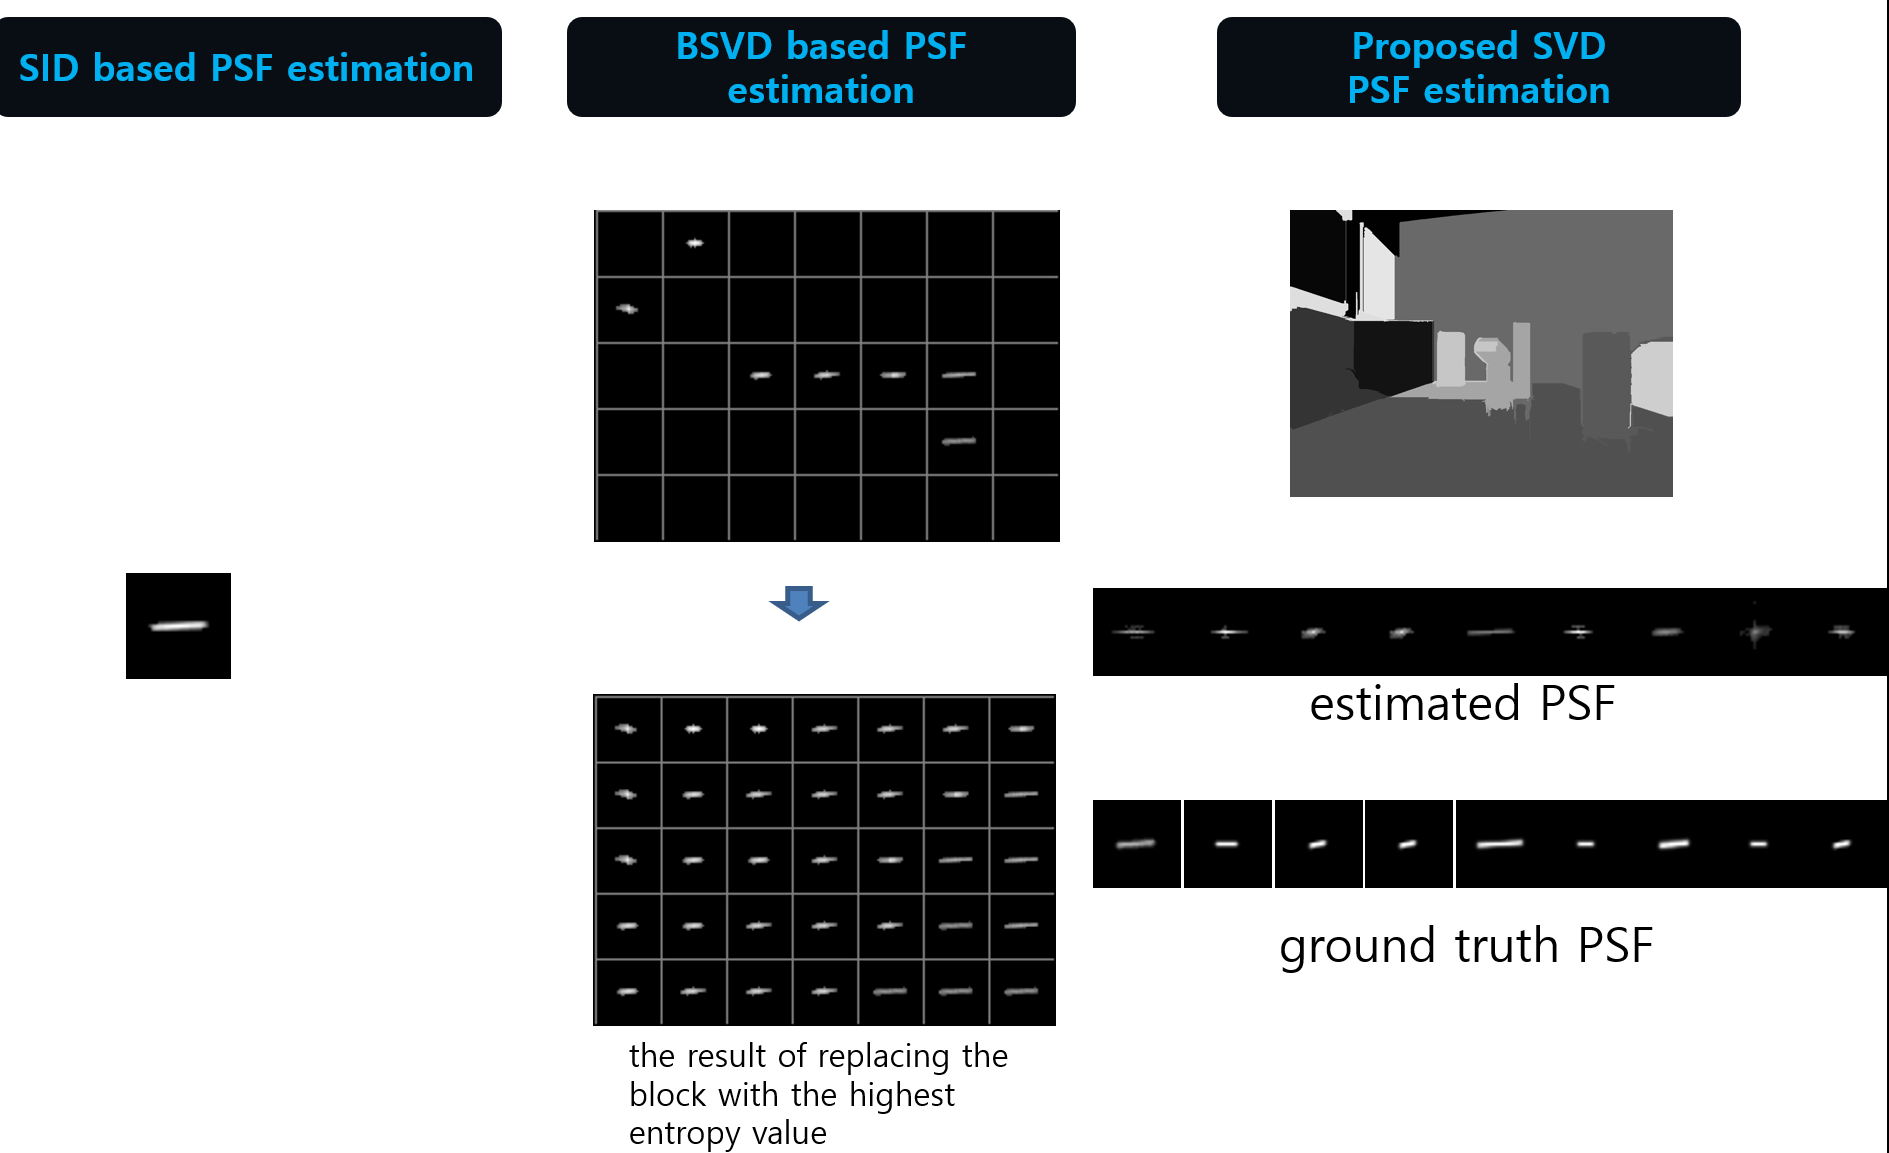 SID based PSF estimation
BSVD based PSF
estimation
Proposed SVD
PSF estimation
estimated PSF
ground truth PSF
the result of replacing the
block with the highest
entropy value